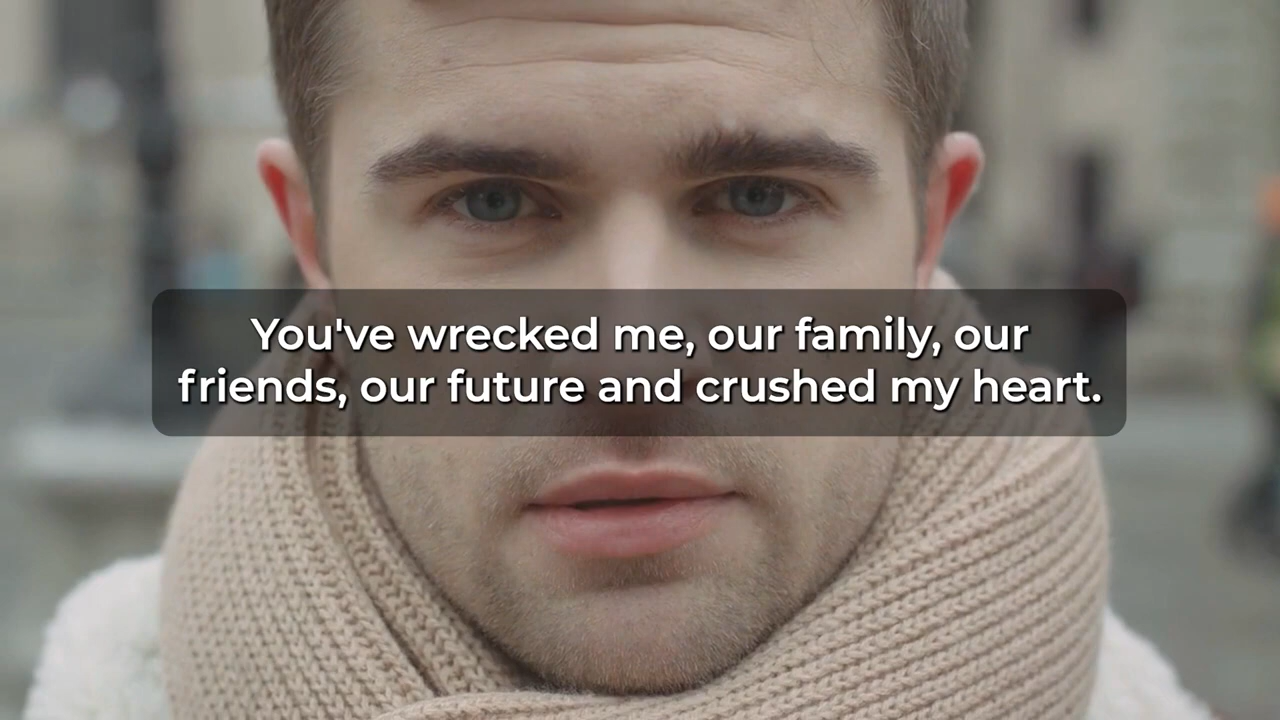 You've wrecked me, our family, our
friends, our future and crushed my heart.